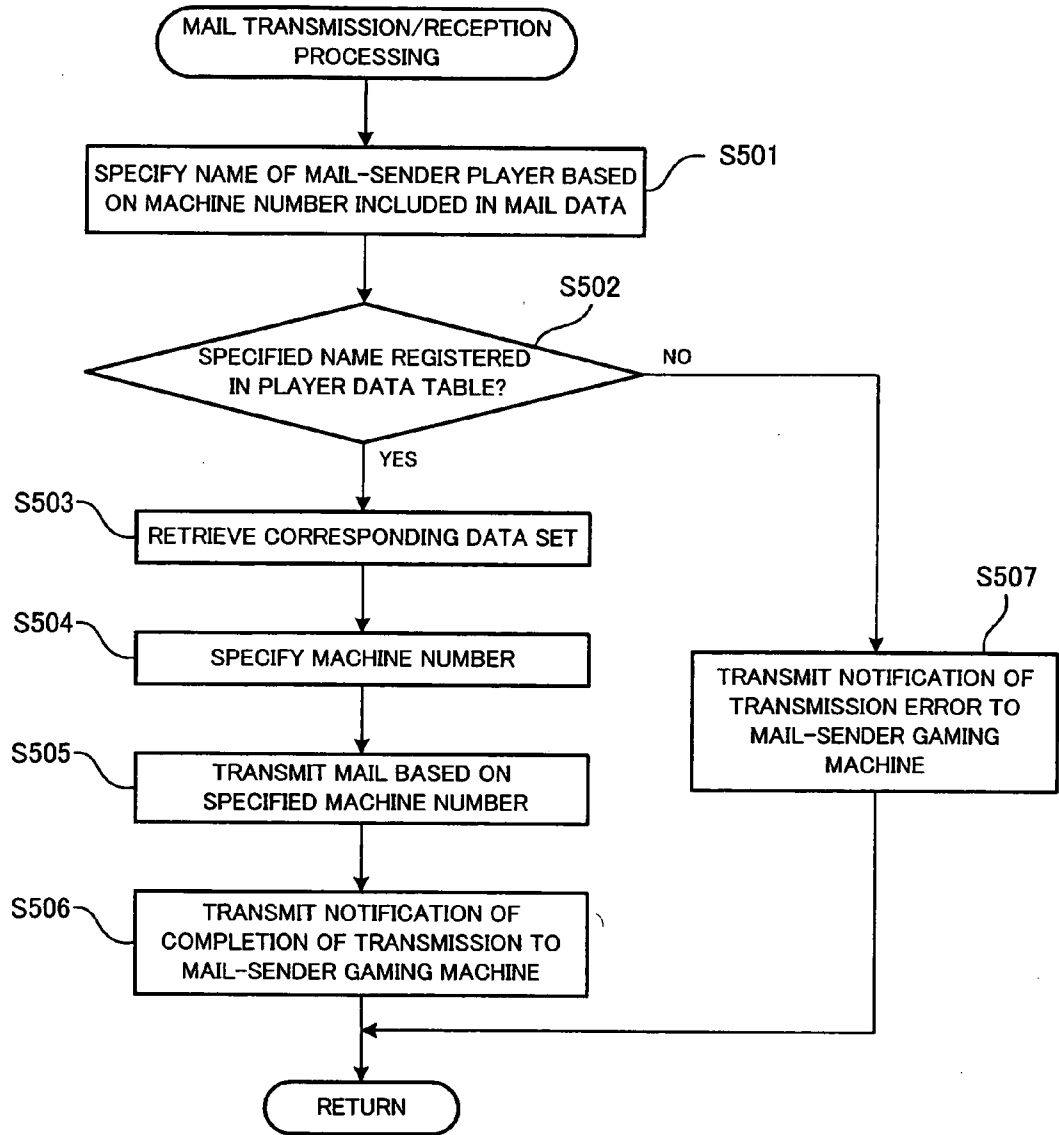 MAIL TRANSMISSION/RECEPTION
PROCESSING
S501
SPECIFY NAME OF MAIL-SENDER PLAYER BASED
ON MACHINE NUMBER INCLUDED IN MAIL DATA
S502
SPECIFIED NAME REGISTERED
IN PLAYER DATA TABLE?
NO
YES
S503
RETRIEVE CORRESPONDING DATA SET
S504
SPECIFY MACHINE NUMBER
S505
TRANSMIT MAIL BASED ON
SPECIFIED MACHINE NUMBER
S506
TRANSMIT NOTIFICATION OF
COMPLETION OF TRANSMISSION TO
MAIL-SENDER GAMING MACHINE
S507
TRANSMIT NOTIFICATION OF
TRANSMISSION ERROR TO
MAIL-SENDER GAMING
MACHINE
RETURN